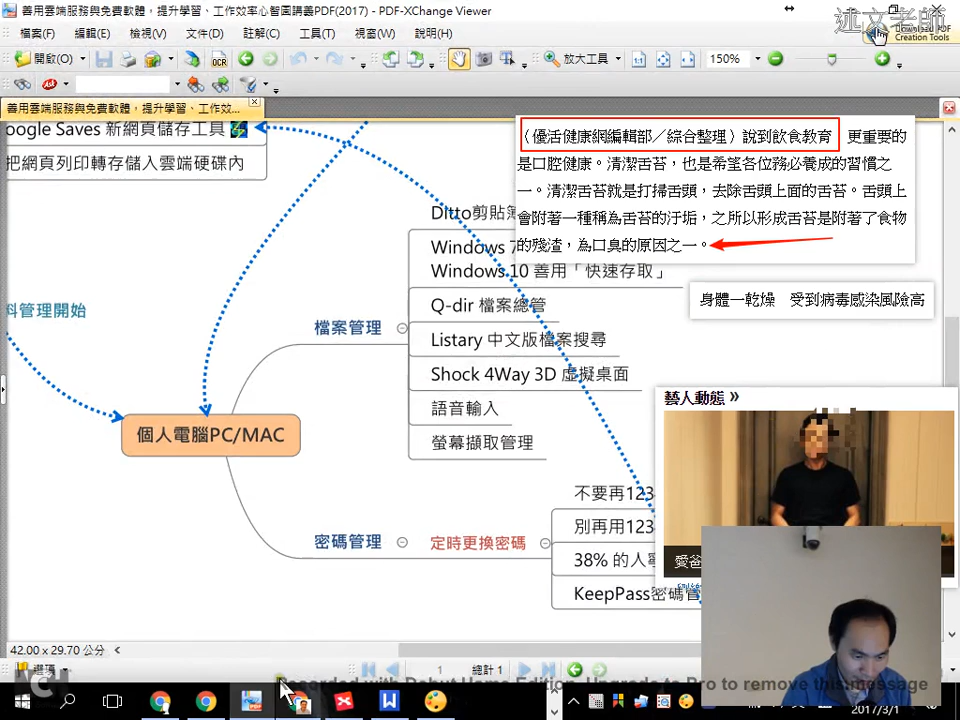 善用雲端服務與免費軟體，提升學習、工作效率心智圖講義PDF(2017) - PDF-XChange Viewer
述文老師
檔案(F) 編輯(E) 檢視(V) 文件(D) 註解(C) 工具(T) 視窗(W) 說明(H)
Download PDF
Creation Tools
開啟(O)
OCR
放大工具
150%
善用雲端服務與免費軟體，提升學習、工作效...
oogle Saves 新網頁儲存工具
把網頁列印轉存儲入雲端硬碟內
（優活健康網編輯部／綜合整理）說到飲食教育 更重要的
是口腔健康。清潔舌苔，也是希望各位務必養成的習慣之
一。清潔舌苔就是打掃舌頭，去除舌頭上面的舌苔。舌頭上
會附著一種稱為舌苔的汙垢，之所以形成舌苔是附著了食物
的殘渣，為口臭的原因之一。
身體一乾燥 受到病毒感染風險高
料管理開始
檔案管理
Ditto剪貼簿
Windows 7
Windows 10 善用「快速存取」
Q-dir 檔案總管
Listary 中文版檔案搜尋
Shock 4Way 3D 虛擬桌面
語音輸入
螢幕擷取管理
個人電腦PC/MAC
藝人動態 »
愛爸
密碼管理
定時更換密碼
不要再123
別再用123
38% 的人
KeepPass密碼管
42.00 x 29.70 公分
選項
1
總計 1
Recorded with Debut Home Edition. Upgrade to Pro to remove this message
2017/3/1